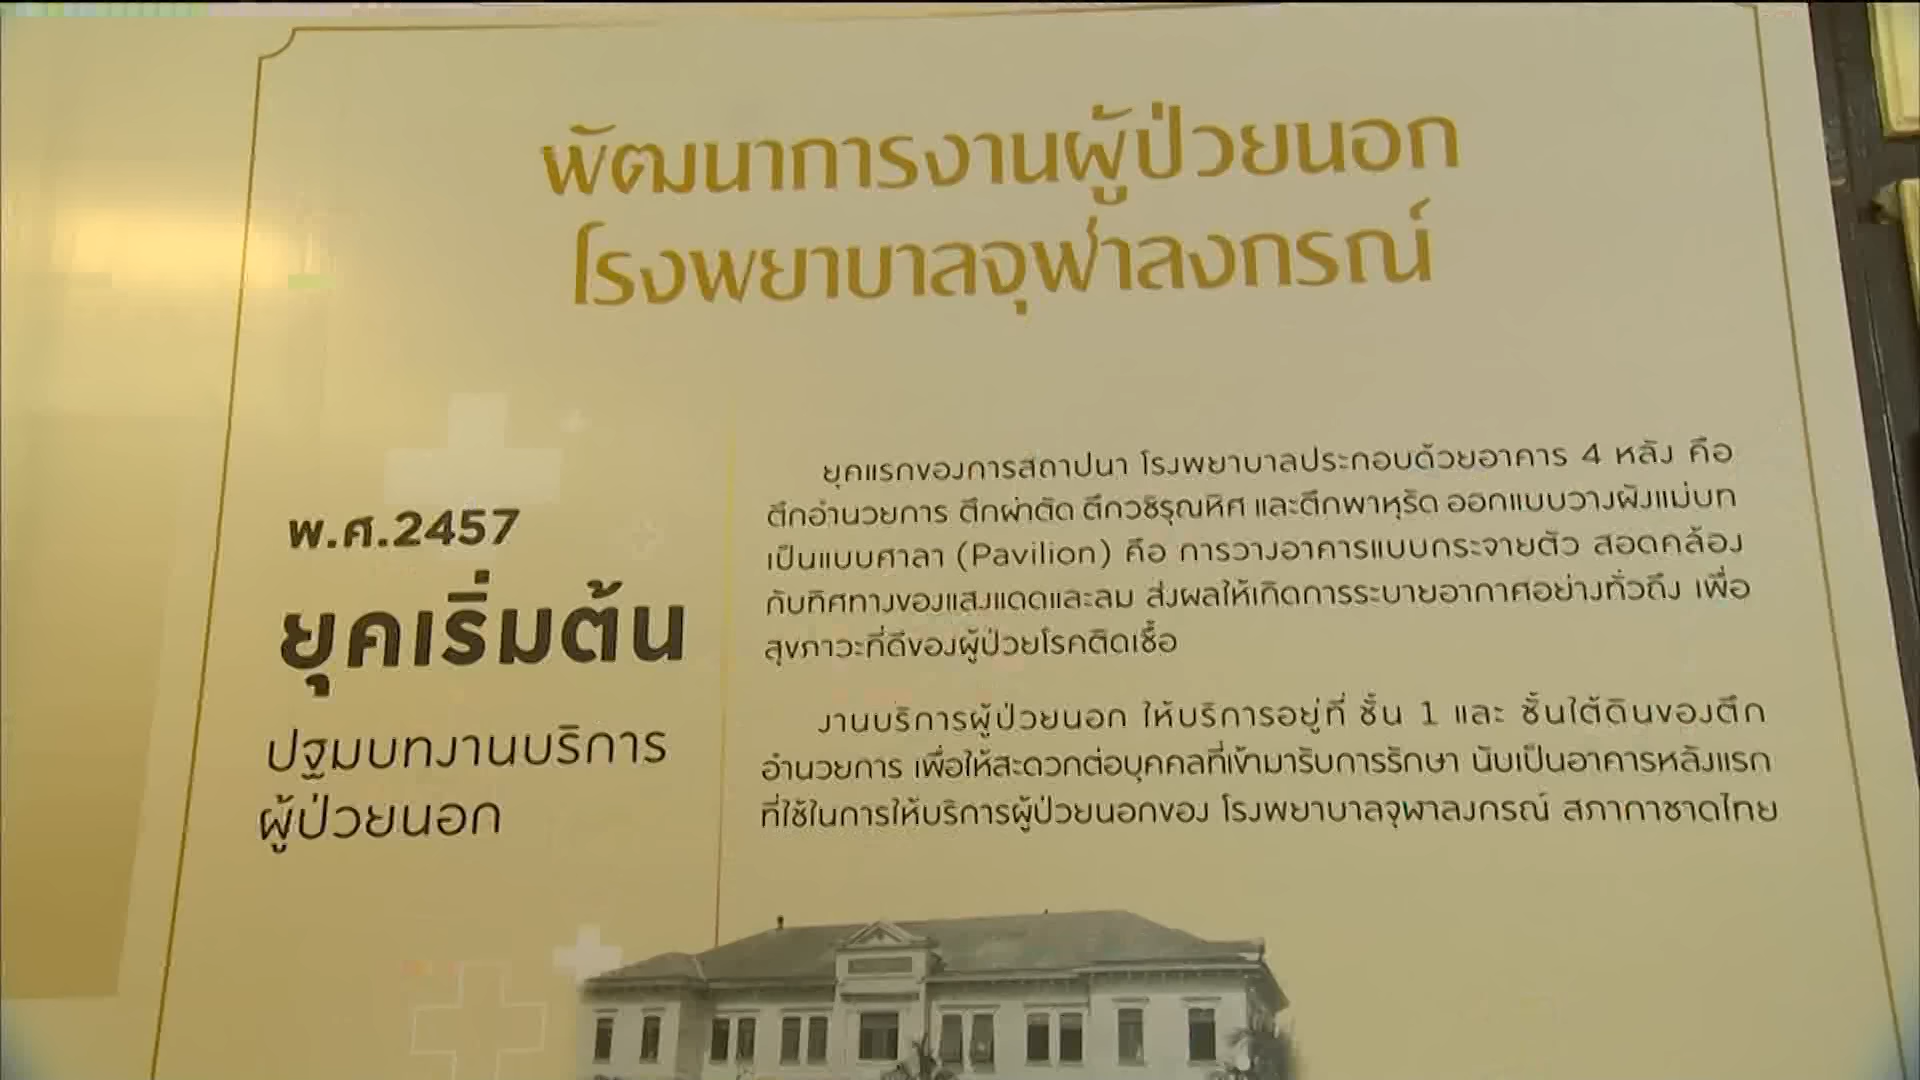 พัฒนาการงานผู้ป่วยนอก
โรงพยาบาลจุฬาลงกรณ์
พ.ศ.2457
ยุคเริ่มต้น
ปฐมบทงานบริการ
ผู้ป่วยนอก
ยุคแรกของการสถาปนา โรงพยาบาลประกอบด้วยอาคาร 4 หลัง คือ
ตึกอำนวยการ ตึกผ่าตัด ตึกวชิรุณหิศ และตึกพาหุรัด ออกแบบวางผังแม่บท
เป็นแบบศาลา (Pavilion) คือ การวางอาคารแบบกระจายตัว สอดคล้อง
กับทิศทางของแสงแดดและลม ส่งผลให้เกิดการระบายอากาศอย่างทั่วถึง เพื่อ
สุขภาวะที่ดีของผู้ป่วยโรคติดเชื้อ
งานบริการผู้ป่วยนอก ให้บริการอยู่ที่ ชั้น 1 และ ชั้นใต้ดินของตึก
อำนวยการ เพื่อให้สะดวกต่อบุคคลที่เข้ามารับการรักษา นับเป็นอาคารหลังแรก
ที่ใช้ในการให้บริการผู้ป่วยนอกของ โรงพยาบาลจุฬาลงกรณ์ สภากาชาดไทย